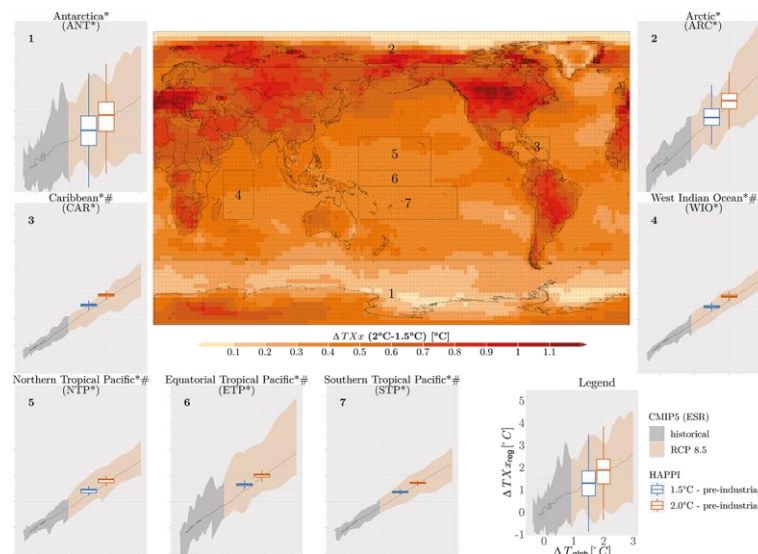 Antarctica*
(ANT*)
1
Arctic*
(ARC*)
2
2
3
4
5
6
7
1
Caribbean*#
(CAR*)
3
West Indian Ocean*#
(WIO*)
4
Δ TXx (2°C-1.5°C) [°C]
0.1 0.2 0.3 0.4 0.5 0.6 0.7 0.8 0.9 1 1.1
Northern Tropical Pacific*#
(NTP*)
5
Equatorial Tropical Pacific*#
(ETP*)
6
Southern Tropical Pacific*#
(STP*)
7
Legend
Δ TXx reg [°C]
5
4
3
2
1
0
-1
0 1 2 3
Δ T glob [°C]
CMIP5 (ESR)
historical
RCP 8.5
HAPPI
1.5°C - pre-industria
2.0°C - pre-industria